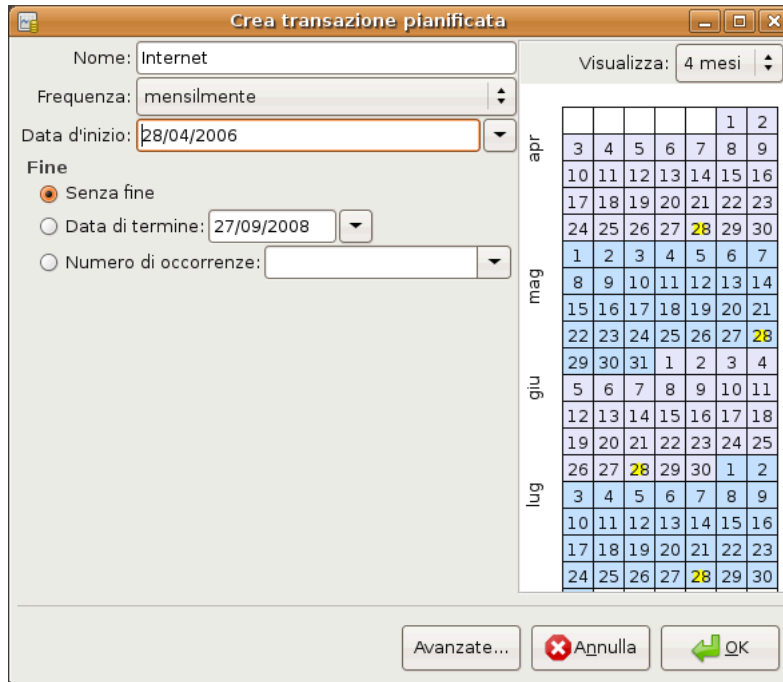 Crea transazione pianificata
Nome: Internet
Frequenza: mensilmente
Data d'inizio: 28/04/2006
Fine
Senza fine
Data di termine: 27/09/2008
Numero di occorrenze:
Visualizza: 4 mesi
apr
1 2
3 4 5 6 7 8 9
10 11 12 13 14 15 16
17 18 19 20 21 22 23
24 25 26 27 28 29 30
mag
1 2 3 4 5 6 7
8 9 10 11 12 13 14
15 16 17 18 19 20 21
22 23 24 25 26 27 28
29 30 31 1 2 3 4
giu
5 6 7 8 9 10 11
12 13 14 15 16 17 18
19 20 21 22 23 24 25
26 27 28 29 30 1 2
lug
3 4 5 6 7 8 9
10 11 12 13 14 15 16
17 18 19 20 21 22 23
24 25 26 27 28 29 30
Avanzate...
Annulla
OK